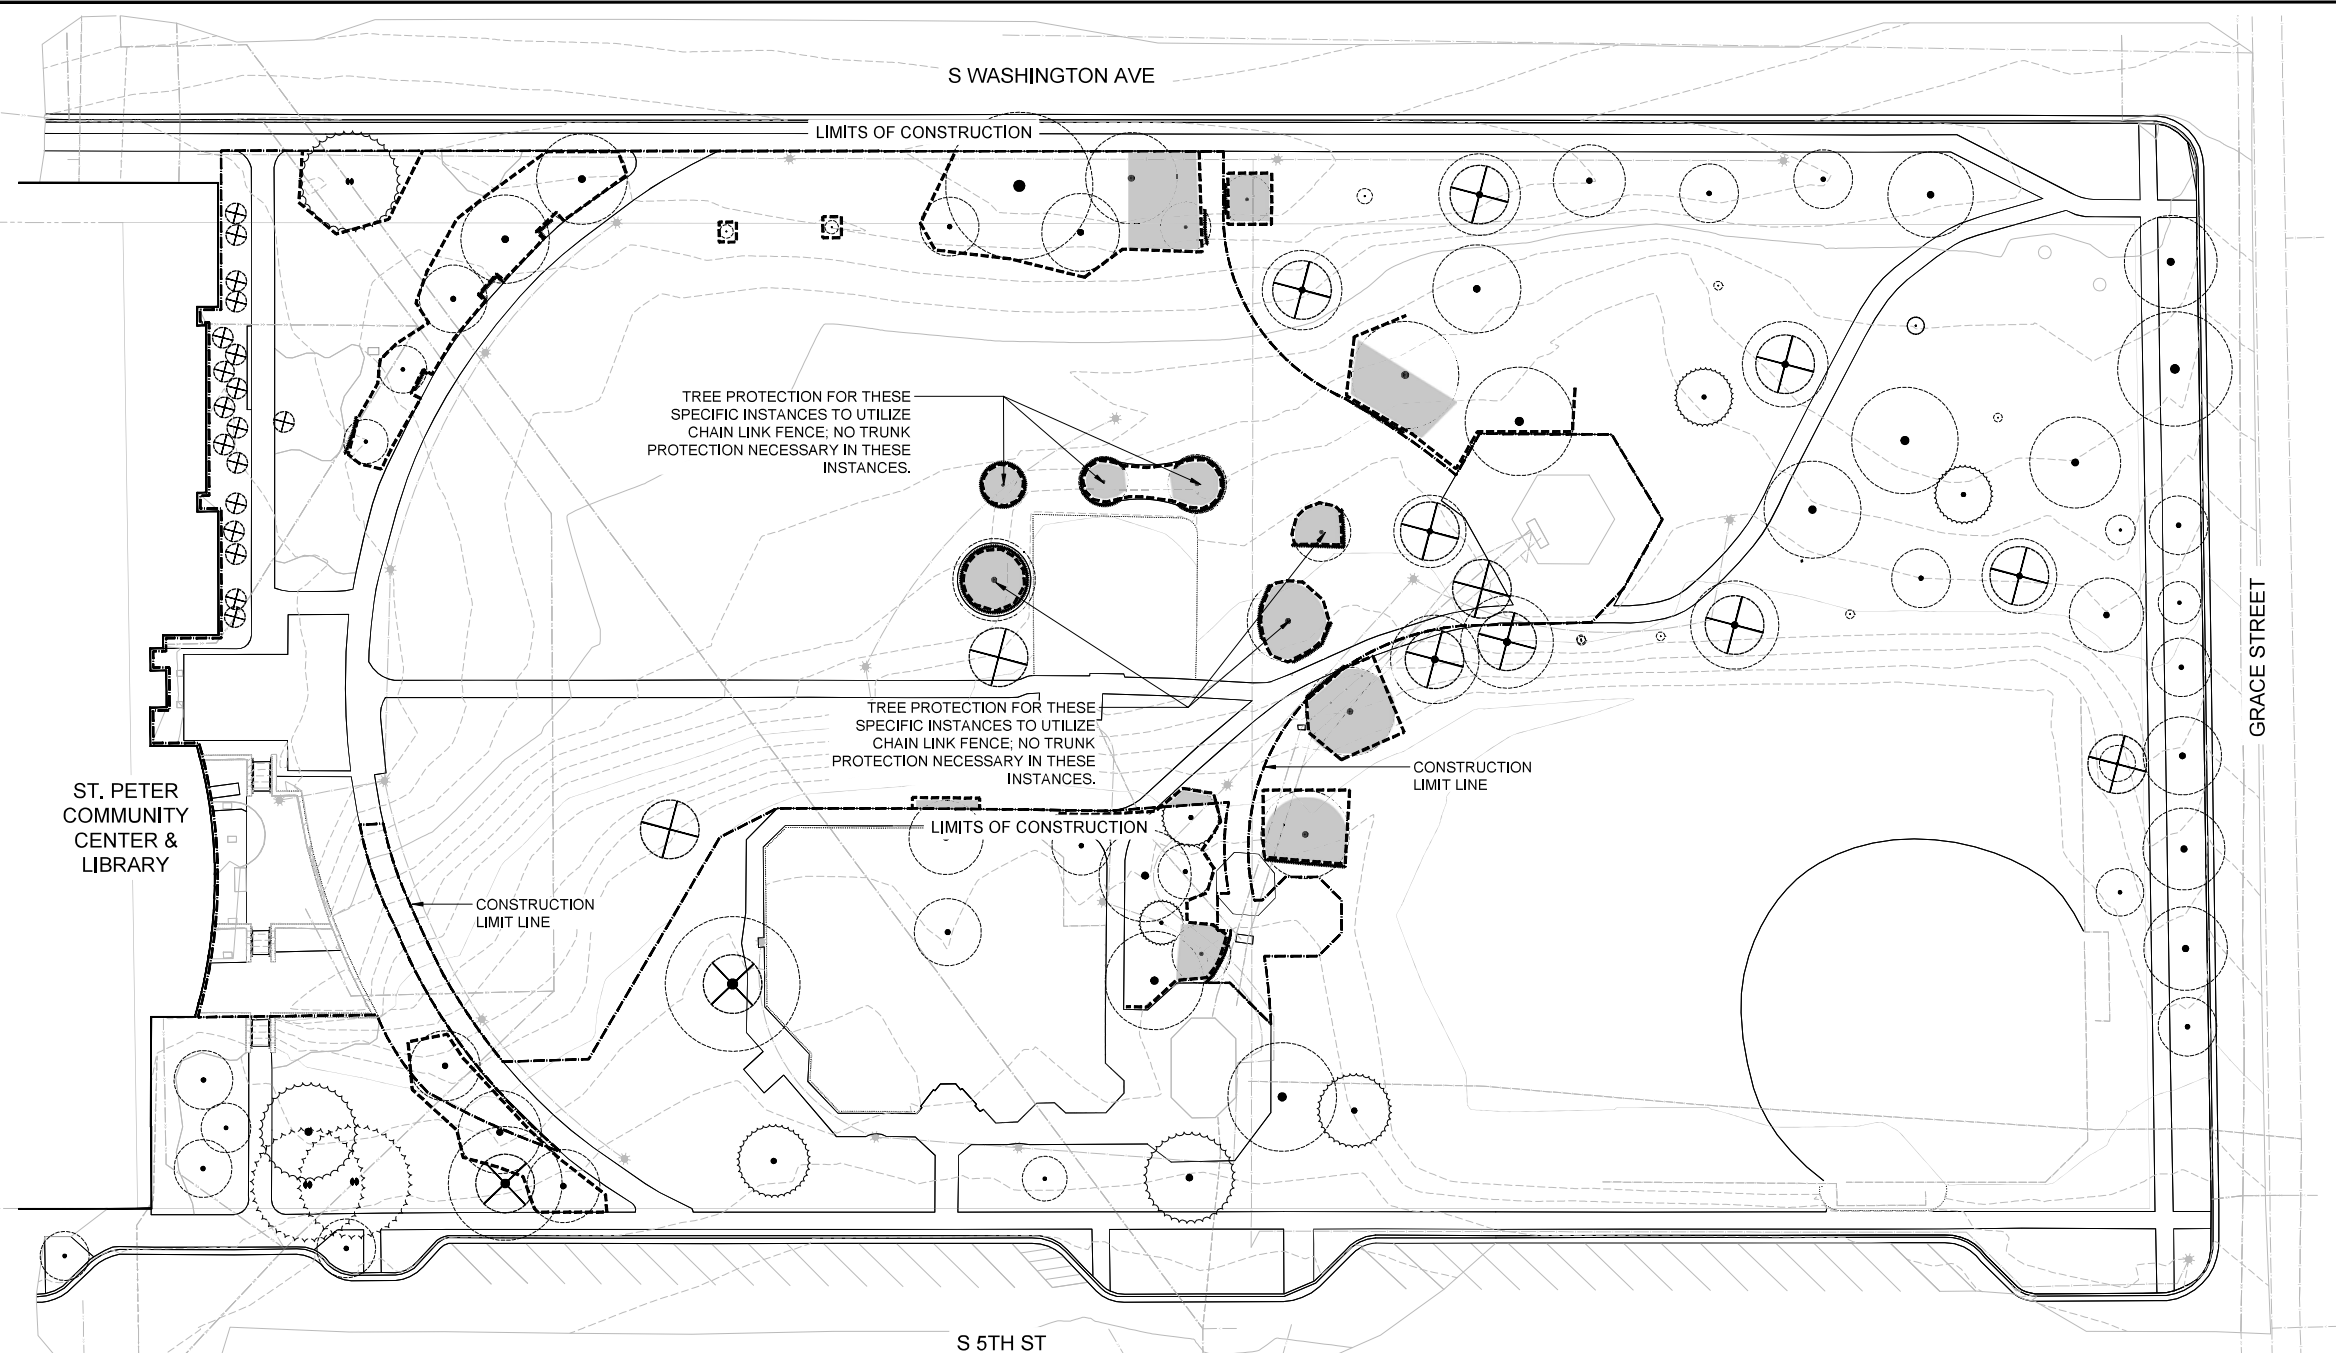 S WASHINGTON AVE
LIMITS OF CONSTRUCTION
TREE PROTECTION FOR THESE
SPECIFIC INSTANCES TO UTILIZE
CHAIN LINK FENCE; NO TRUNK
PROTECTION NECESSARY IN THESE
INSTANCES.
GRACE STREET
TREE PROTECTION FOR THESE
SPECIFIC INSTANCES TO UTILIZE
CHAIN LINK FENCE; NO TRUNK
PROTECTION NECESSARY IN THESE
INSTANCES.
CONSTRUCTION
LIMIT LINE
ST. PETER
COMMUNITY
CENTER &
LIBRARY
LIMITS OF CONSTRUCTION
CONSTRUCTION
LIMIT LINE
S 5TH ST